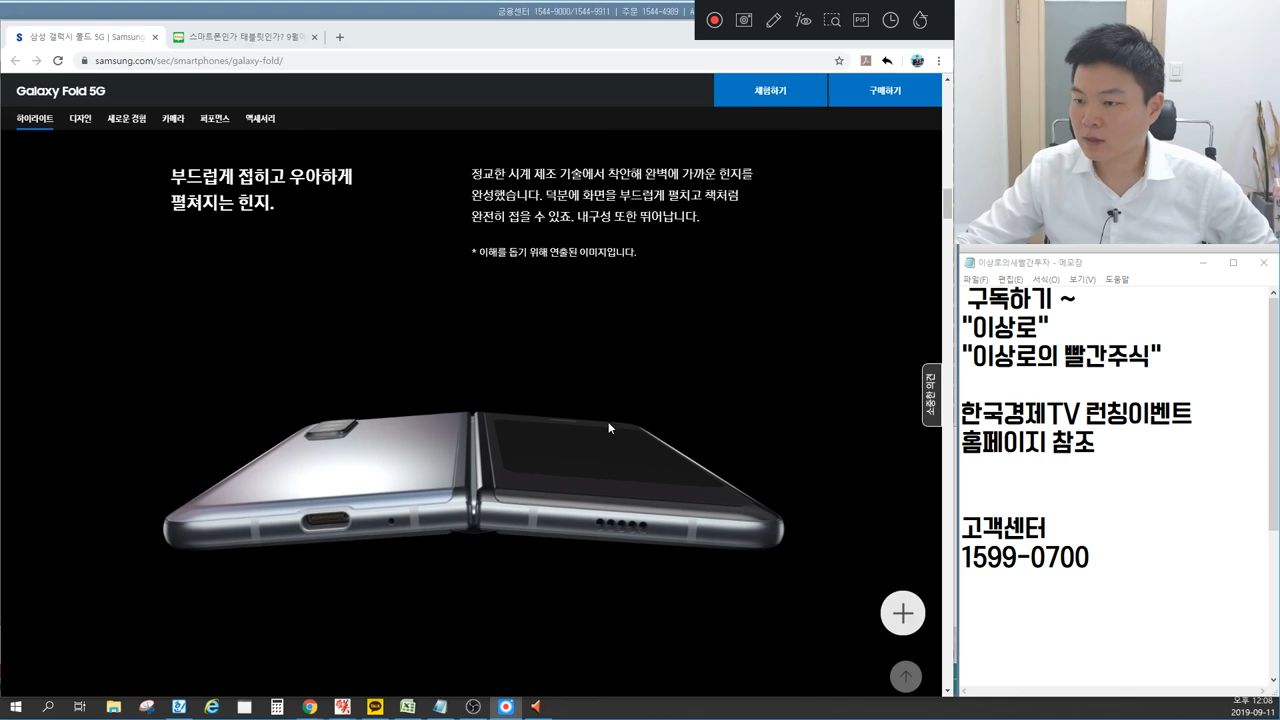 금융센터 1544-9000/1544-9911 | 주문 1544-4989 |
삼성 갤럭시 폴드 5G | Samsung
스마트폰인가 태블릿인가? 9월
samsung.com/sec/smartphones/galaxy-fold/
PIP
Galaxy Fold 5G
체험하기
구매하기
하이라이트
디자인
새로운 경험
카메라
퍼포먼스
액세서리
부드럽게 접히고 우아하게
펼쳐지는 힌지.
정교한 시계 제조 기술에서 착안해 완벽에 가까운 힌지를
완성했습니다. 덕분에 화면을 부드럽게 펼치고 책처럼
완전히 접을 수 있죠. 내구성 또한 뛰어납니다.
* 이해를 돕기 위해 연출된 이미지입니다.
소중한 의견
이상로의새빨간투자 - 메모장
파일(F) 편집(E) 서식(O) 보기(V) 도움말
구독하기 ~
"이상로"
"이상로의 빨간주식"
한국경제TV 런칭이벤트
홈페이지 참조
고객센터
1599-0700
TALK
오후 12:08
2019-09-11